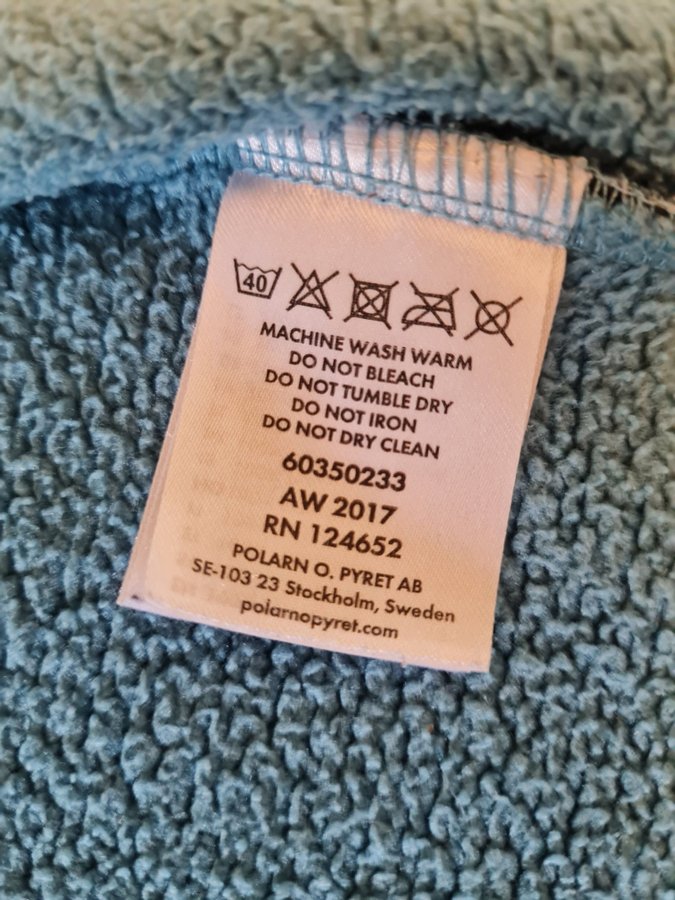 40
MACHINE WASH WARM
DO NOT BLEACH
DO NOT TUMBLE DRY
DO NOT IRON
DO NOT DRY CLEAN
60350233
AW 2017
RN 124652
POLARN O. PYRET AB
SE-103 23 Stockholm, Sweden
polarnopyret.com